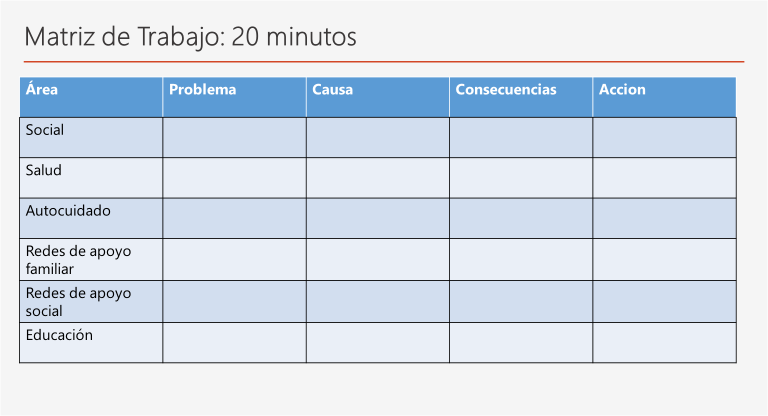 Matriz de Trabajo: 20 minutos
Área Problema Causa Consecuencias Accion
Social
Salud
Autocuidado
Redes de apoyo
familiar
Redes de apoyo
social
Educación